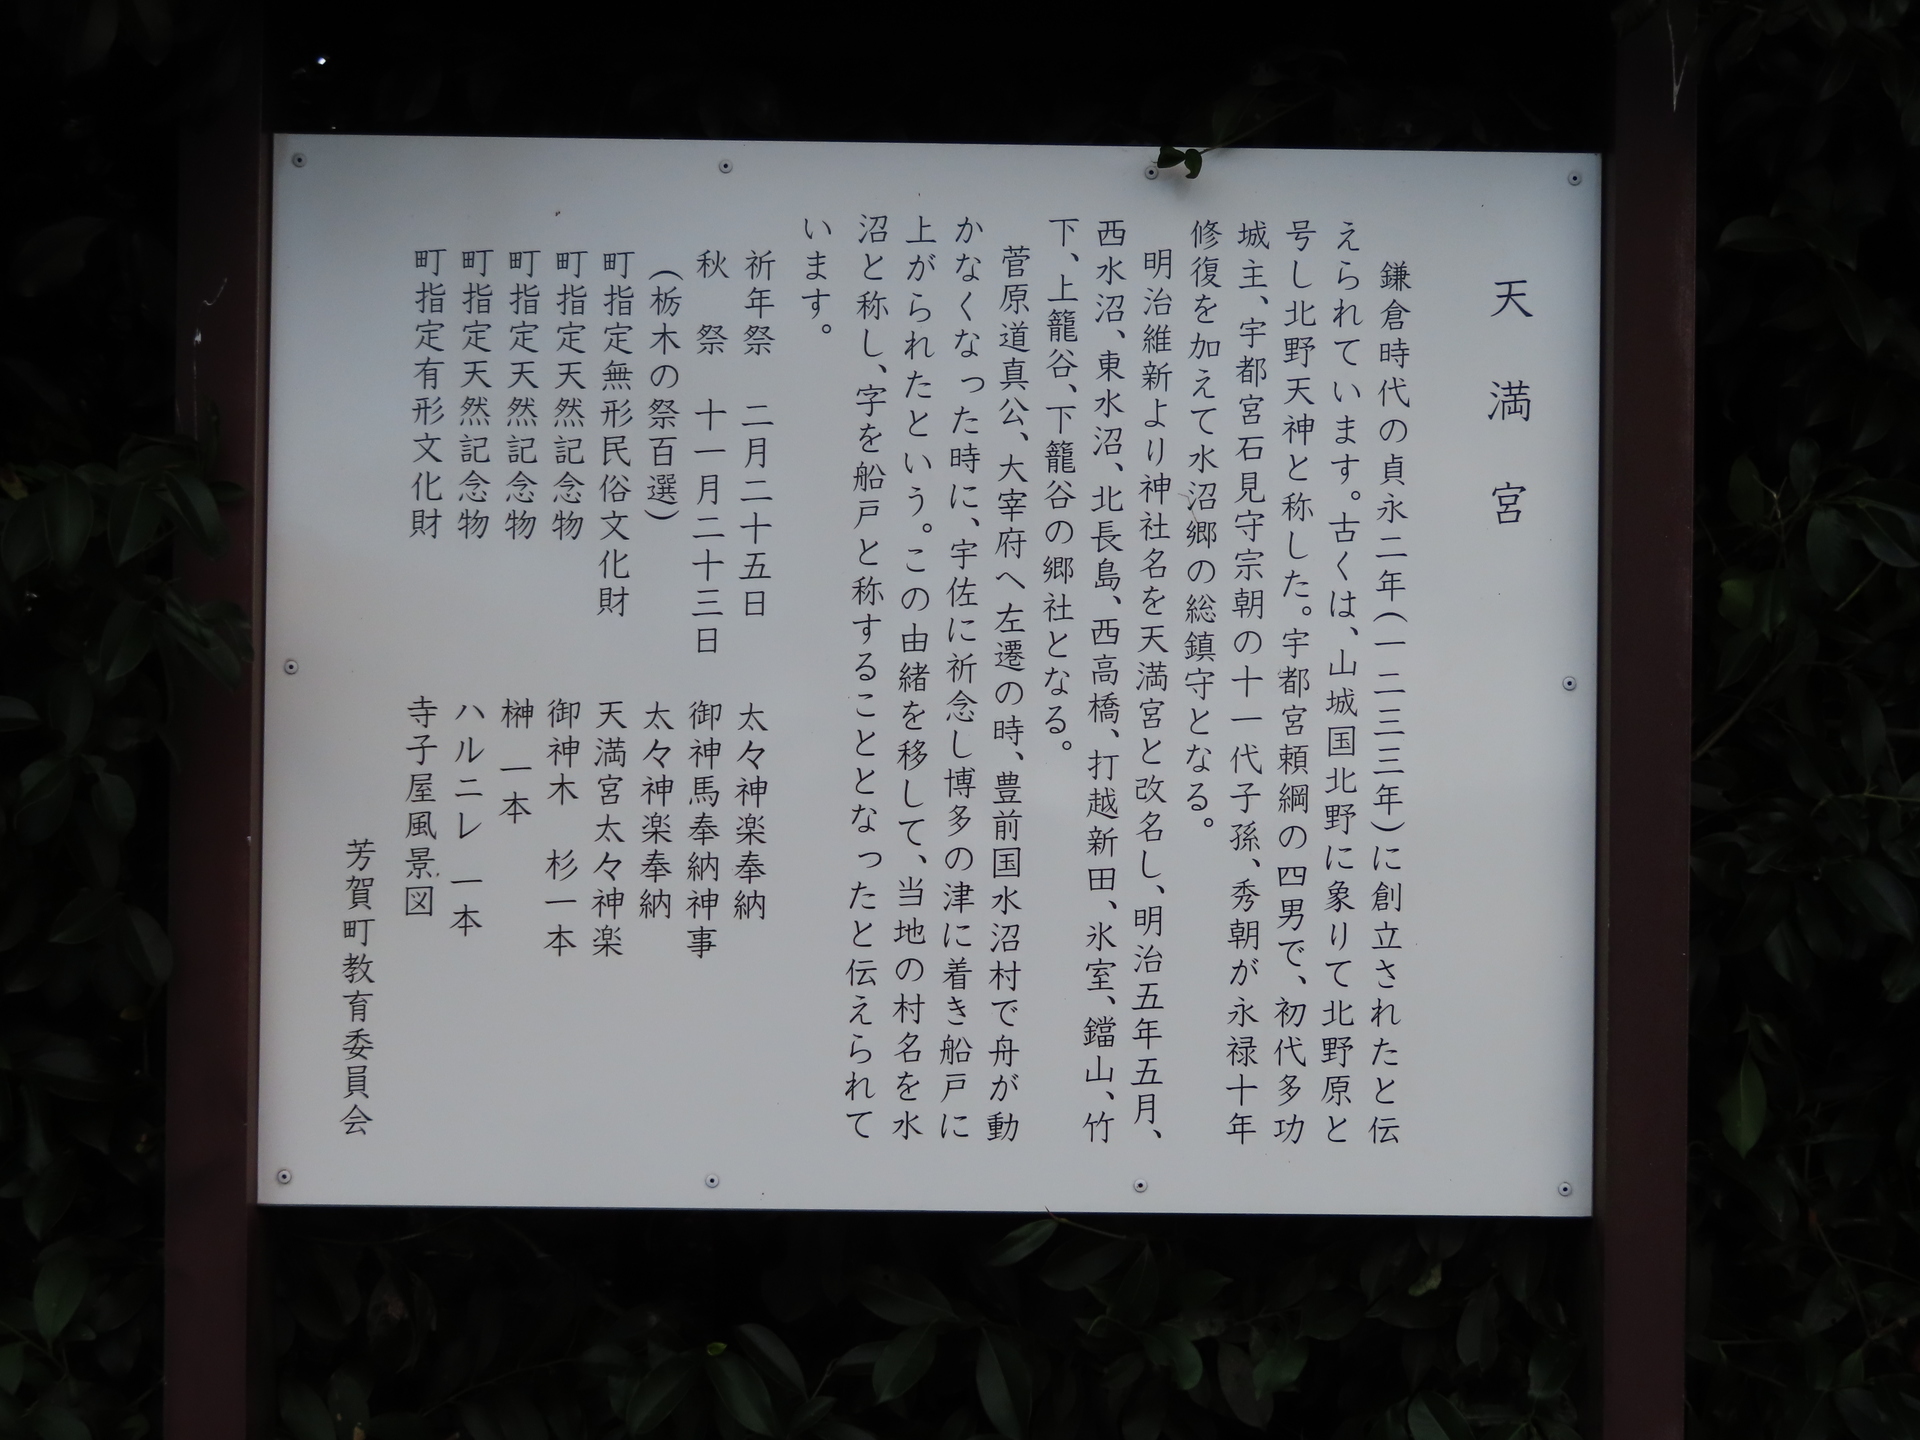 天満宮
鎌倉時代の貞永二年(一二三三年)に創立されたと伝
えられています。古くは、山城国北野に象りて北野原と
号し北野天神と称した。宇都宮頼綱の四男で、初代多功
城主、宇都宮石見守宗朝の十一代子孫、秀朝が永禄十年
修復を加えて水沼郷の総鎮守となる。
明治維新より神社名を天満宮と改名し、明治五年五月、
西水沼、東水沼、北長島、西高橋、打越新田、氷室、鐺山、竹
下、上籠谷、下籠谷の郷社となる。
菅原道真公、大宰府へ左遷の時、豊前国水沼村で舟が動
かなくなった時に、宇佐に祈念し博多の津に着き船戸に
上がられたという。この由緒を移して、当地の村名を水
沼と称し、字を船戸と称することとなったと伝えられて
います。
祈年祭 二月二十五日 太々神楽奉納
秋祭 十一月二十三日 御神馬奉納神事
(栃木の祭百選) 太々神楽奉納
町指定無形民俗文化財 天満宮太々神楽
町指定天然記念物 御神木 杉一本
町指定天然記念物 榊 一本
町指定天然記念物 ハルニレ 一本
町指定有形文化財 寺子屋風景図
芳賀町教育委員会